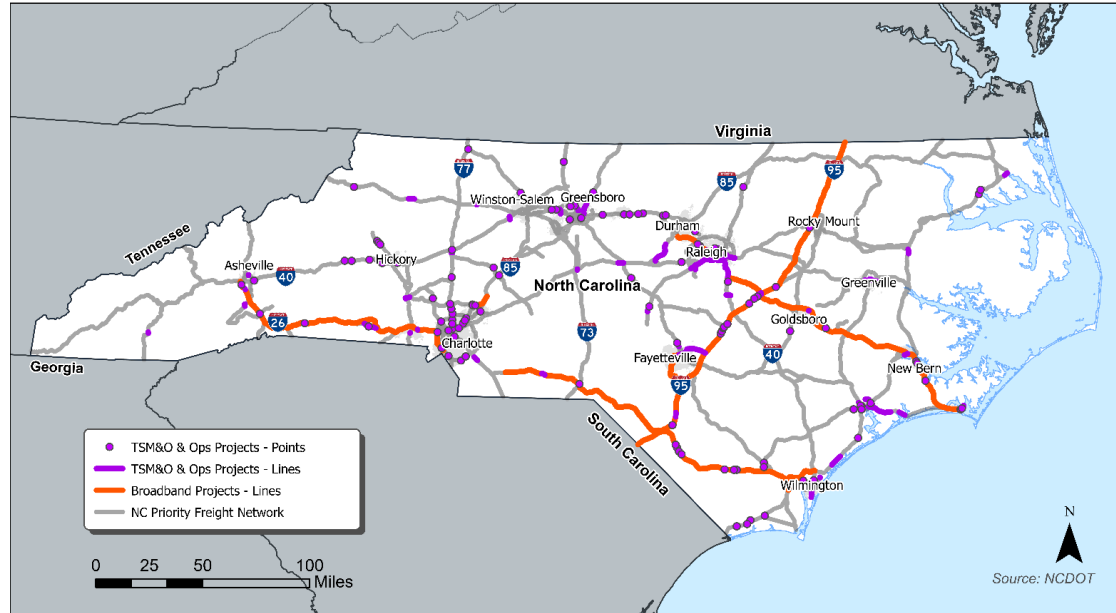 Virginia
77
85
95
Winston-Salem
Greensboro
Durham
Rocky Mount
Tennessee
Raleigh
Asheville
Hickory
40
85
North Carolina
Greenville
26
73
Goldsboro
Charlotte
40
Fayetteville
Georgia
95
New Bern
South Carolina
TSM&O & Ops Projects - Points
TSM&O & Ops Projects - Lines
Broadband Projects - Lines
NC Priority Freight Network
Wilmington
N
0 25 50 100
Miles
Source: NCDOT